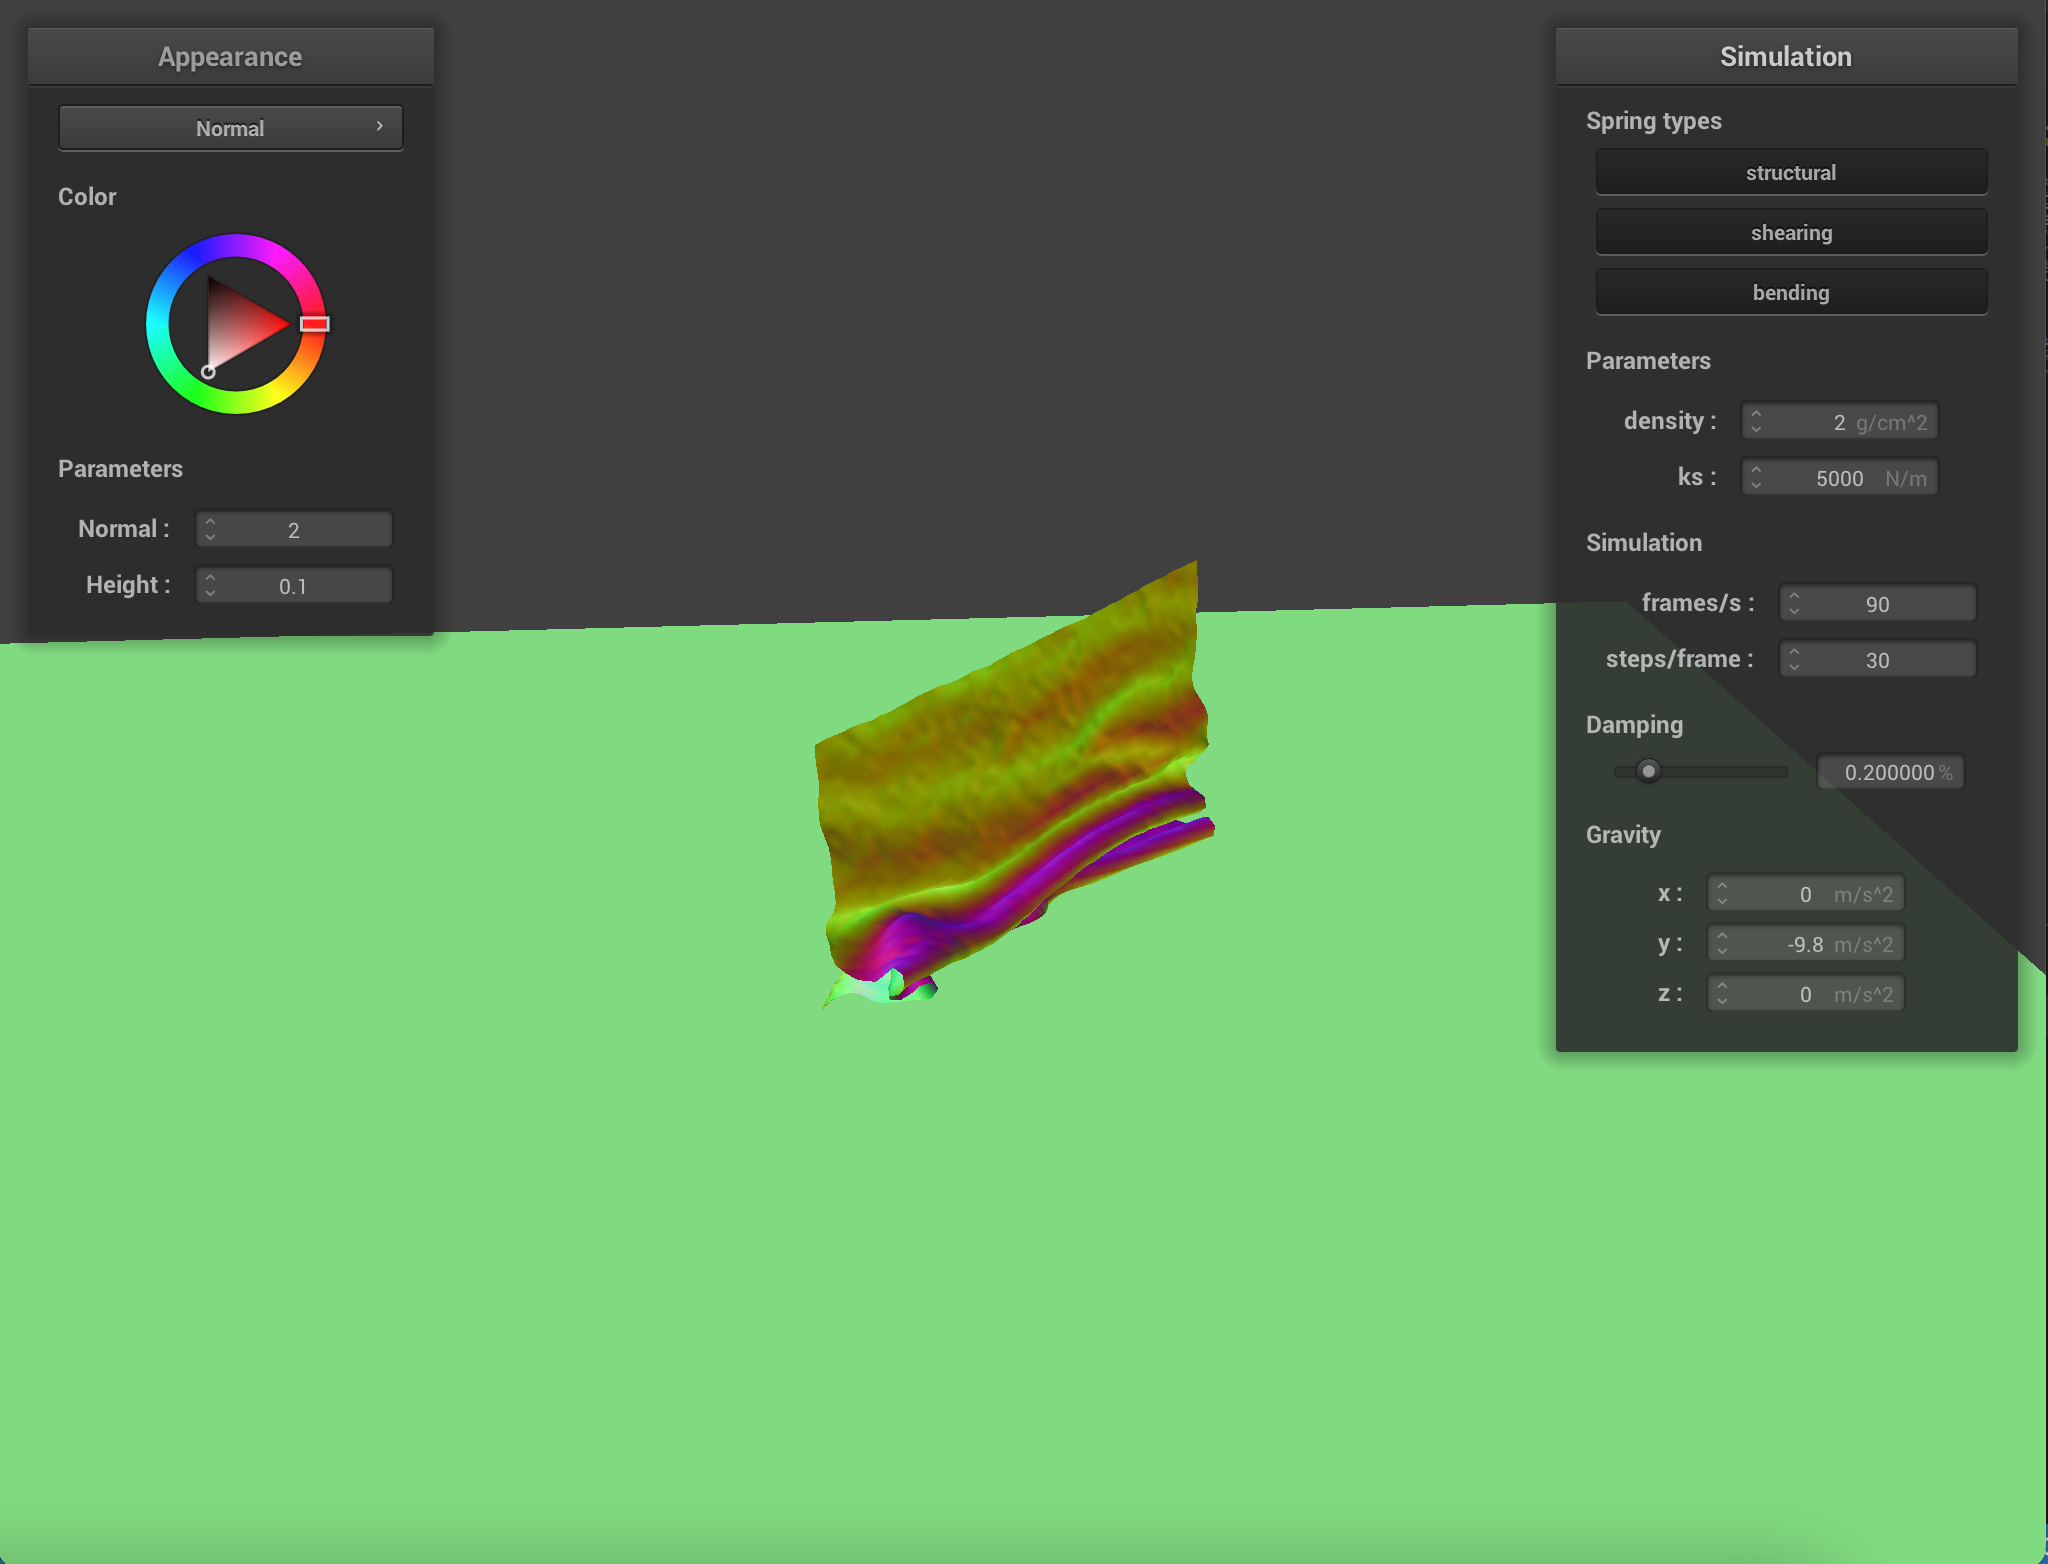 Appearance
Normal
Color
Parameters
Normal : 2
Height : 0.1
Simulation
Spring types
structural
shearing
bending
Parameters
density : 2 g/cm^2
ks : 5000 N/m
Simulation
frames/s : 90
steps/frame : 30
Damping
0.200000 %
Gravity
x : 0 m/s^2
y : -9.8 m/s^2
z : 0 m/s^2